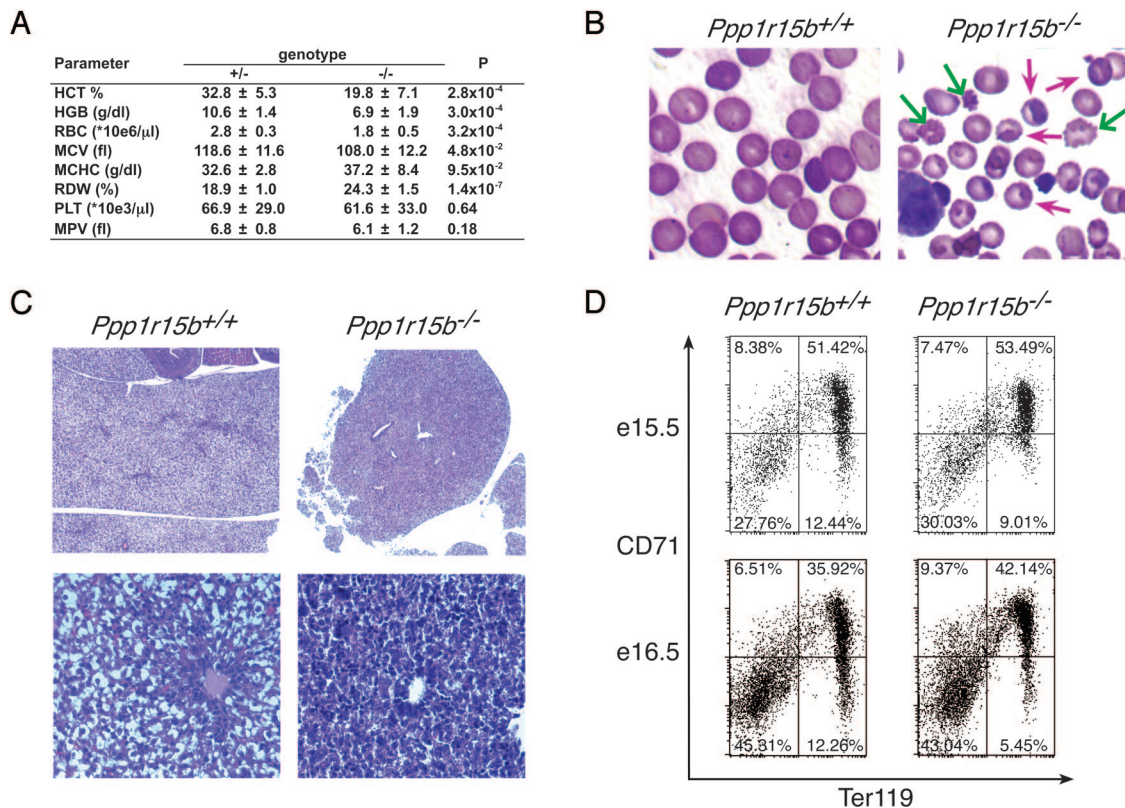 A
Parameter genotype P
+/- -/-
HCT % 32.8 ± 5.3 19.8 ± 7.1 2.8x10-4
HGB (g/dl) 10.6 ± 1.4 6.9 ± 1.9 3.0x10-4
RBC (*10e6/µl) 2.8 ± 0.3 1.8 ± 0.5 3.2x10-4
MCV (fl) 118.6 ± 11.6 108.0 ± 12.2 4.8x10-2
MCHC (g/dl) 32.6 ± 2.8 37.2 ± 8.4 9.5x10-2
RDW (%) 18.9 ± 1.0 24.3 ± 1.5 1.4x10-7
PLT (*10e3/µl) 66.9 ± 29.0 61.6 ± 33.0 0.64
MPV (fl) 6.8 ± 0.8 6.1 ± 1.2 0.18
B
Ppp1r15b+/+ Ppp1r15b-/-
C
Ppp1r15b+/+ Ppp1r15b-/-
D
Ppp1r15b+/+ Ppp1r15b-/-
8.38% 51.42% 7.47% 53.49%
e15.5
27.76% 12.44% 30.03% 9.01%
CD71
6.51% 35.92% 9.37% 42.14%
e16.5
45.31% 12.26% 43.04% 5.45%
Ter119